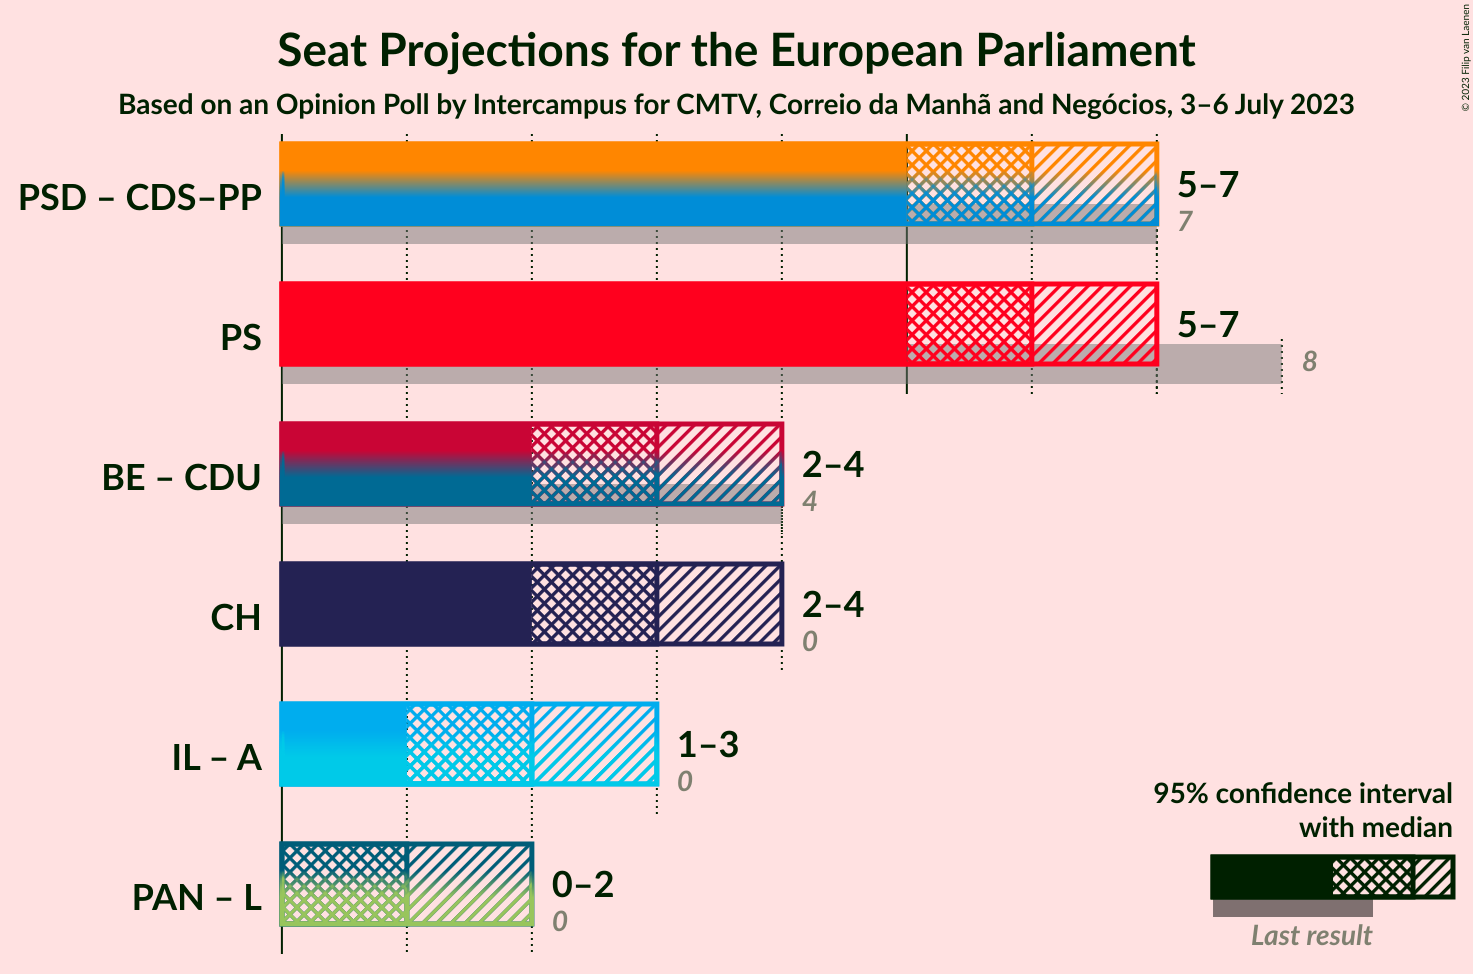 Seat Projections for the European Parliament
Based on an Opinion Poll by Intercampus for CMTV, Correio da Manhã and Negócios, 3–6 July 2023
© 2023 Filip van Laenen
PSD – CDS–PP
5–7
7
PS
5–7
8
BE – CDU
2–4
4
CH
2–4
0
IL – A
1–3
0
PAN – L
0–2
0
95% confidence interval
with median
Last result